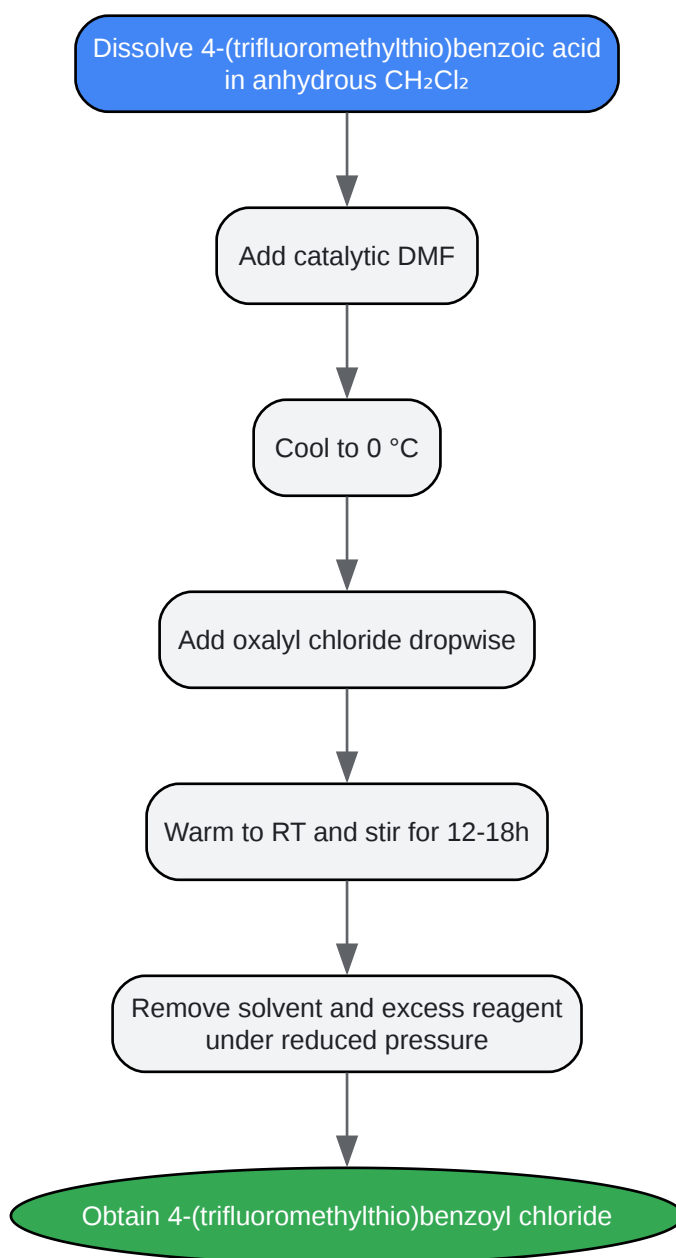 Dissolve 4-(trifluoromethylthio)benzoic acid
in anhydrous CH₂Cl₂
Add catalytic DMF
Cool to 0 °C
Add oxalyl chloride dropwise
Warm to RT and stir for 12-18h
Remove solvent and excess reagent
under reduced pressure
Obtain 4-(trifluoromethylthio)benzoyl chloride